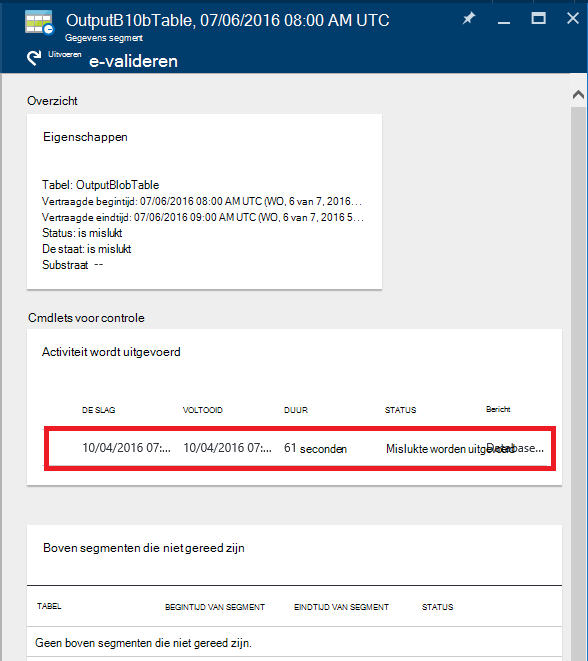 OutputB10bTable, 07/06/2016 08:00 AM UTC
Gegevens segment
Uitvoeren e-valideren
Overzicht
Eigenschappen
Tabel: OutputBlobTable
Vertraagde begintijd: 07/06/2016 08:00 AM UTC (WO, 6 van 7, 2016...
Vertraagde eindtijd: 07/06/2016 09:00 AM UTC (WO, 6 van 7, 2016 5...
Status: is mislukt
De staat: is mislukt
Substraat --
Cmdlets voor controle
Activiteit wordt uitgevoerd
DE SLAG VOLTOOID DUUR STATUS Bericht
10/04/2016 07:... 10/04/2016 07:... 61 seconden Mislukte worden uitgevoerd Database...
Boven segmenten die niet gereed zijn
TABEL BEGINTIJD VAN SEGMENT EINDTIJD VAN SEGMENT STATUS
Geen boven segmenten die niet gereed zijn.